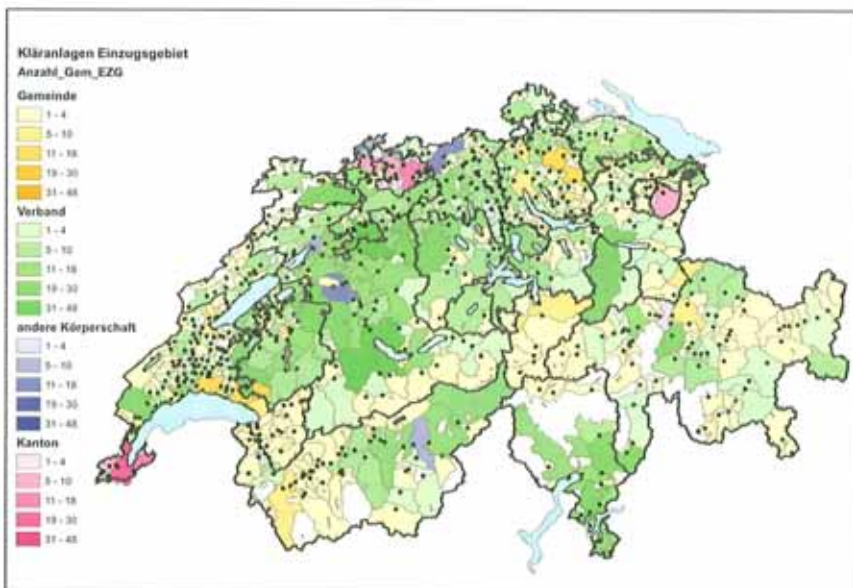 Kläranlagen Einzugsgebiet
Anzahl_Gem_EZG
Gemeinde
1 - 4
5 - 10
11 - 18
19 - 30
31 - 48
Verband
1 - 4
5 - 10
11 - 18
19 - 30
31 - 48
andere Körperschaft
1 - 4
5 - 10
11 - 18
19 - 30
31 - 48
Kanton
1 - 4
5 - 10
11 - 18
19 - 30
31 - 48